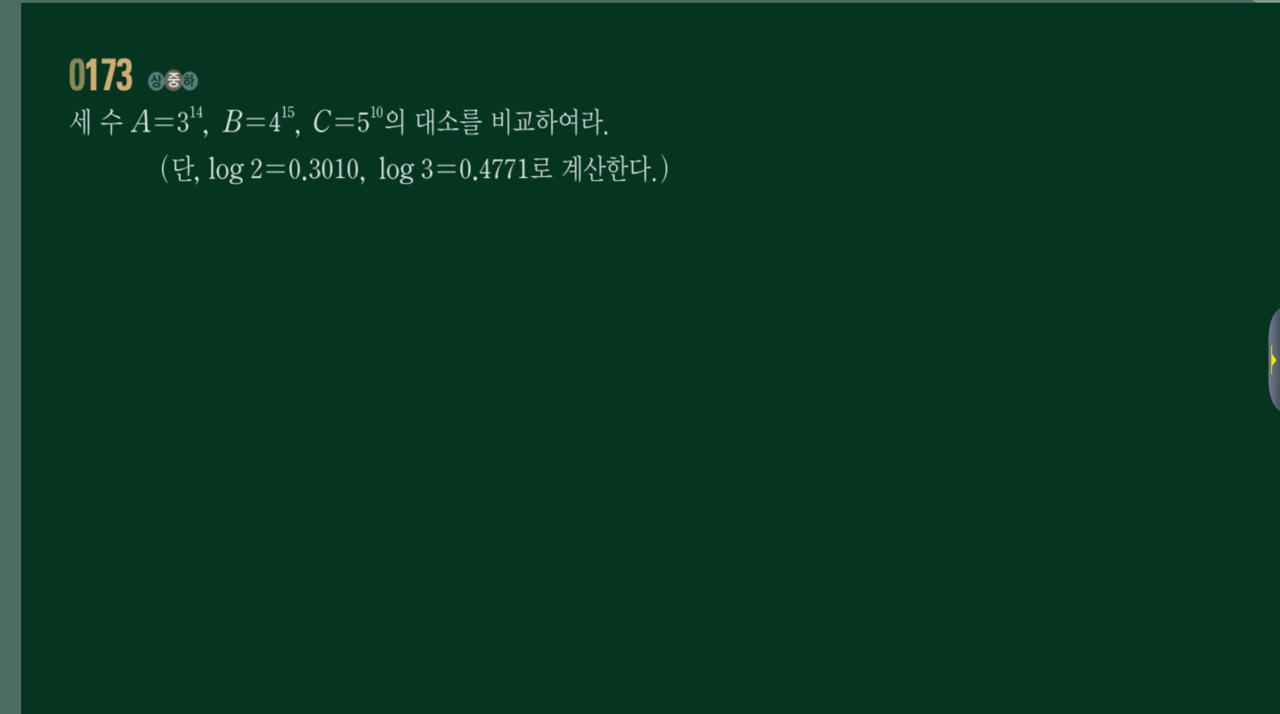 0173 상 중 하
세 수 A=3¹⁴, B=4¹⁵, C=5¹⁰의 대소를 비교하여라.
(단, log 2=0.3010, log 3=0.4771로 계산한다.)